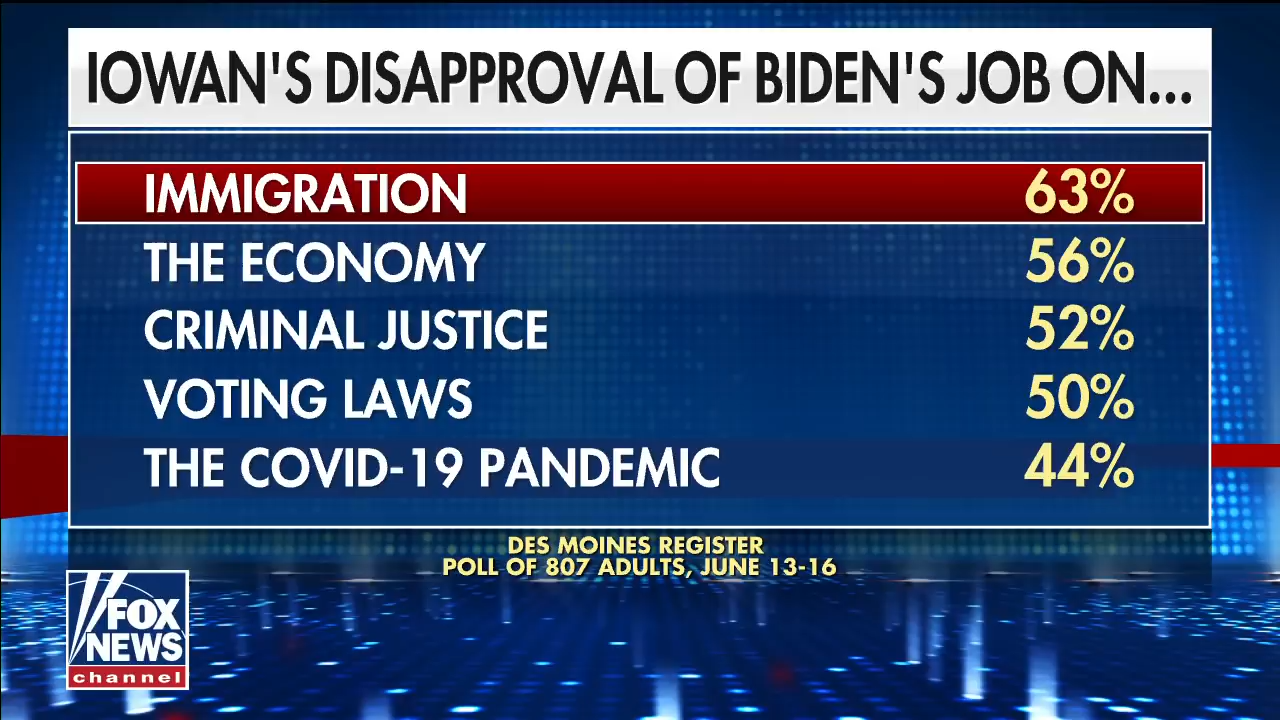 IOWAN'S DISAPPROVAL OF BIDEN'S JOB ON...
IMMIGRATION 63%
THE ECONOMY 56%
CRIMINAL JUSTICE 52%
VOTING LAWS 50%
THE COVID-19 PANDEMIC 44%
DES MOINES REGISTER
POLL OF 807 ADULTS, JUNE 13-16
FOX
NEWS
channel